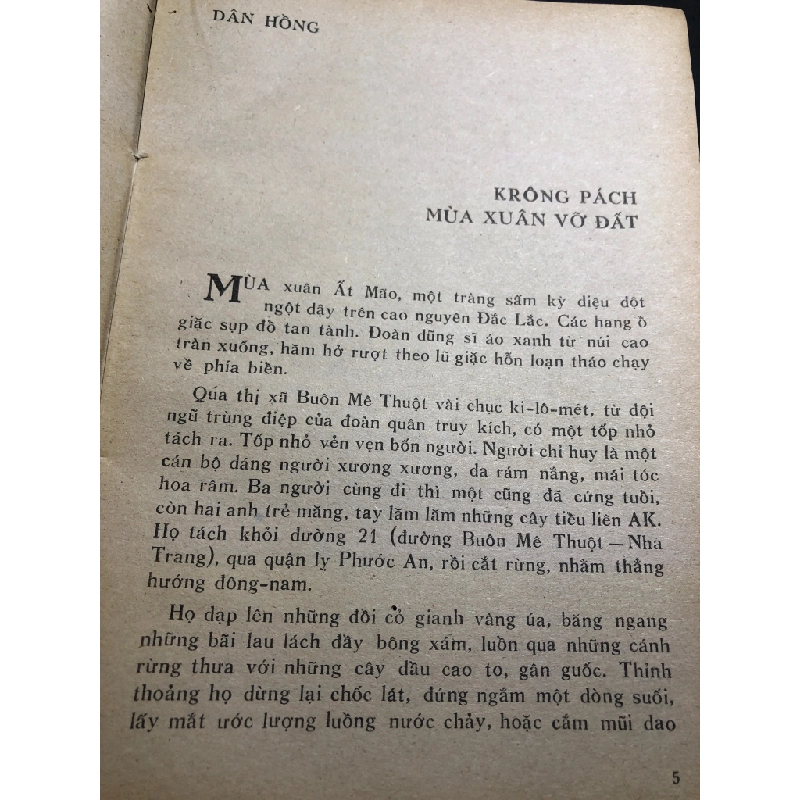 DÂN HỒNG
KRÔNG PÁCH
MÙA XUÂN VỠ ĐẤT
MÙA xuân Ất Mão, một tràng sấm kỳ diệu đột
ngột dậy trên cao nguyên Đắc Lắc. Các hang ổ
giặc sụp đổ tan tành. Đoàn dũng sĩ áo xanh từ núi cao
tràn xuống, hăm hở rượt theo lũ giặc hỗn loạn tháo chạy
về phía biển.
Qúa thị xã Buôn Mê Thuột vài chục ki-lô-mét, từ đội
ngũ trùng điệp của đoàn quân truy kích, có một tốp nhỏ
tách ra. Tốp nhỏ vẻn vẹn bốn người. Người chỉ huy là một
cán bộ dáng người xương xương, da rám nắng, mái tóc
hoa râm. Ba người cùng đi thì một cũng đã cứng tuổi,
còn hai anh trẻ măng, tay lăm lăm những cây tiểu liên AK.
Họ tách khỏi đường 21 (đường Buôn Mê Thuột — Nha
Trang), qua quận lỵ Phước An, rồi cắt rừng, nhằm thẳng
hướng đông-nam.
Họ đạp lên những đồi cỏ gianh vàng úa, băng ngang
những bãi lau lách đầy bông xám, luồn qua những cánh
rừng thưa với những cây dầu cao to, gân guốc. Thỉnh
thoảng họ dừng lại chốc lát, đứng ngắm một dòng suối,
lấy mắt ước lượng luồng nước chảy, hoặc cắm mũi dao
5